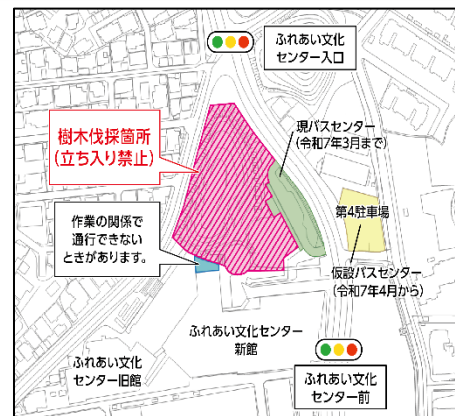 ふれあい文化
センター入口
樹木伐採箇所
(立ち入り禁止)
現バスセンター
(令和7年3月まで)
作業の関係で
通行できない
ときがあります。
第4駐車場
仮設バスセンター
(令和7年4月から)
ふれあい文化センター
新館
ふれあい文化
センター旧館
ふれあい文化
センター前